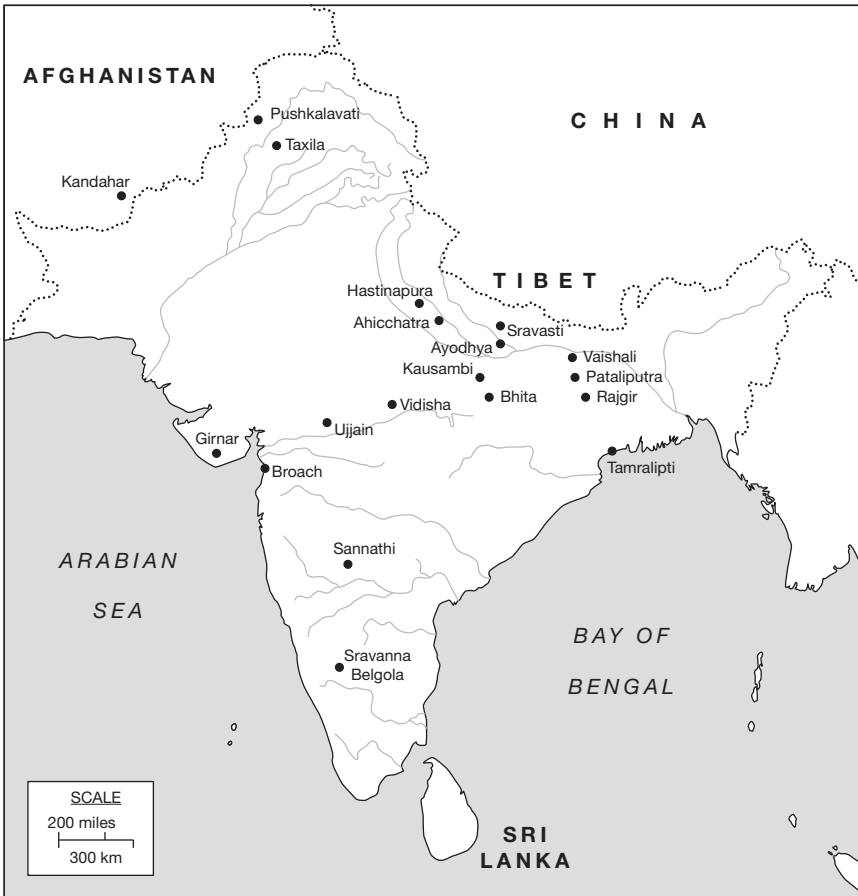 AFGHANISTAN
Pushkalavati
CHINA
Taxila
Kandahar
TIBET
Hastinapura
Ahicchatra
Sravasti
Ayodhya
Vaishali
Kausambi
Pataliputra
Bhita
Rajgir
Vidisha
Ujjain
Girnar
Broach
Tamralipti
ARABIAN
SEA
Sannathi
BAY OF
BENGAL
Sravanna
Belgola
SCALE
200 miles
300 km
SRI
LANKA